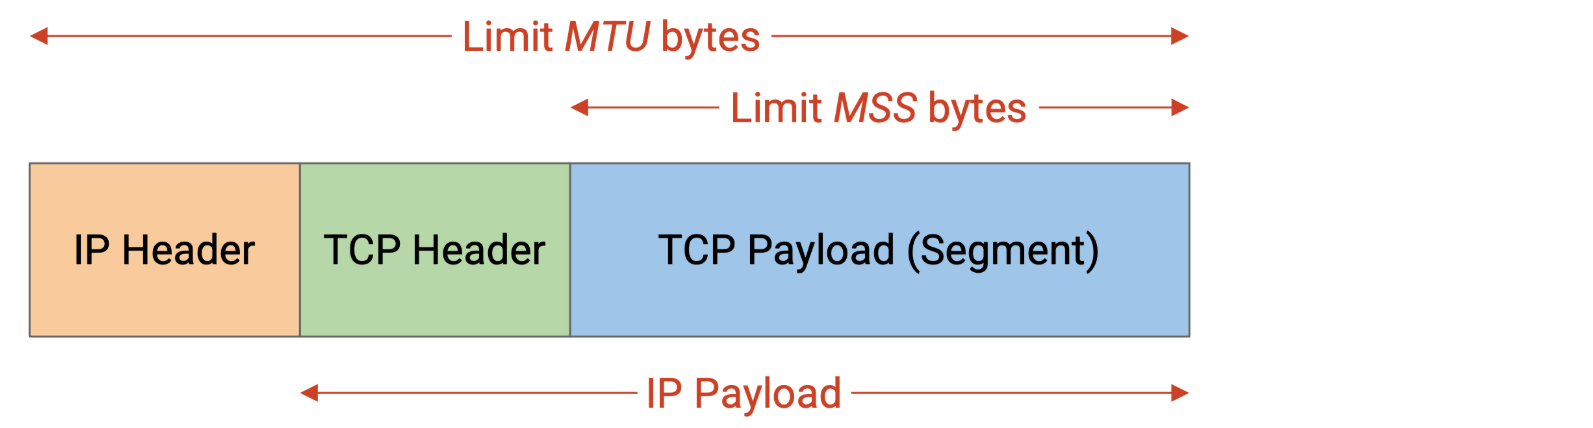 Limit MTU bytes
Limit MSS bytes
IP Header
TCP Header
TCP Payload (Segment)
IP Payload